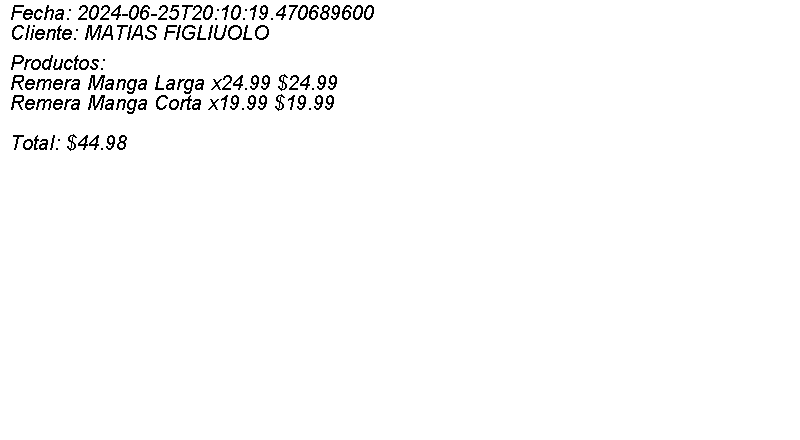 Fecha: 2024-06-25T20:10:19.470689600
Cliente: MATIAS FIGLIUOLO
Productos:
Remera Manga Larga x24.99 $24.99
Remera Manga Corta x19.99 $19.99
Total: $44.98